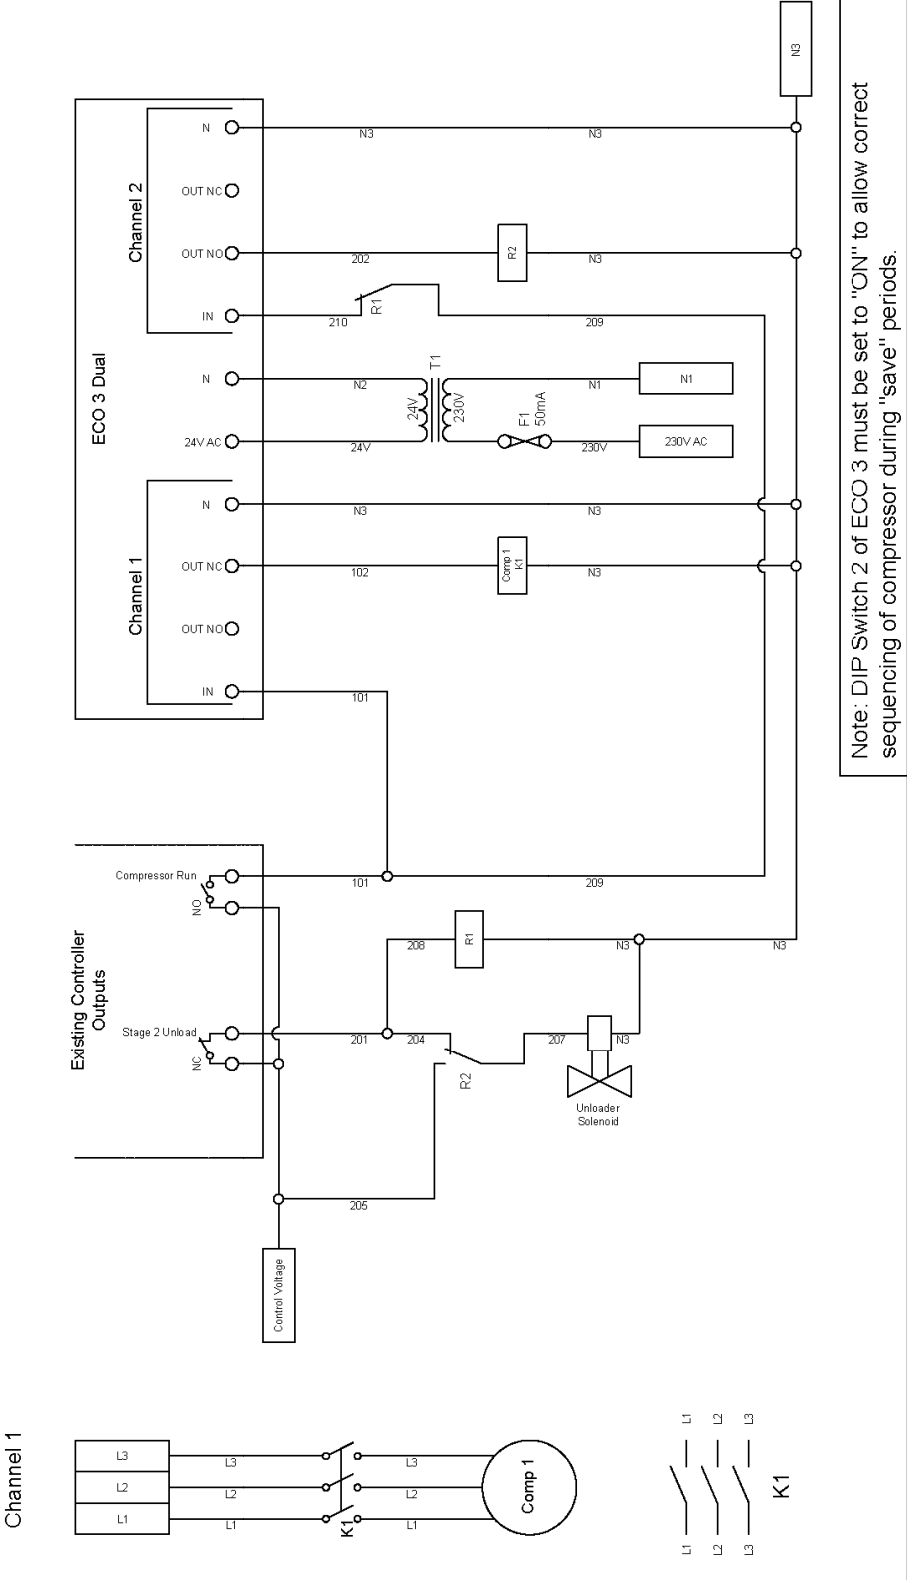 N3
ECO 3 Dual
Channel 2
N
OUT NC
OUT NO
IN
N
24V AC
Channel 1
N
OUT NC
OUT NO
IN
N3
N3
202
R2
N3
210
R1
209
N2
24V
T1
230V
N1
N1
24V
F1
50mA
230V
230V AC
N3
N3
102
Comp 1
K1
N3
101
Note: DIP Switch 2 of ECO 3 must be set to "ON" to allow correct
sequencing of compressor during "save" periods.
Existing Controller
Outputs
Compressor Run
NO
101
209
208
R1
N3
N3
Stage 2 Unload
NC
201
204
R2
207
N3
Unloader
Solenoid
205
Control Voltage
Channel 1
L3
L2
L1
L3
L2
L1
K1
L3
L2
L1
Comp 1
L1
L2
L3
L1
L2
L3
K1